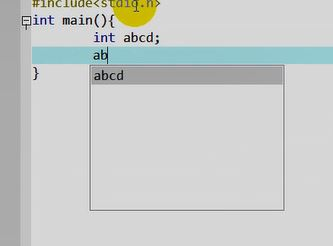 #include<stdio.h>
int main(){
int abcd;
ab
abcd
}